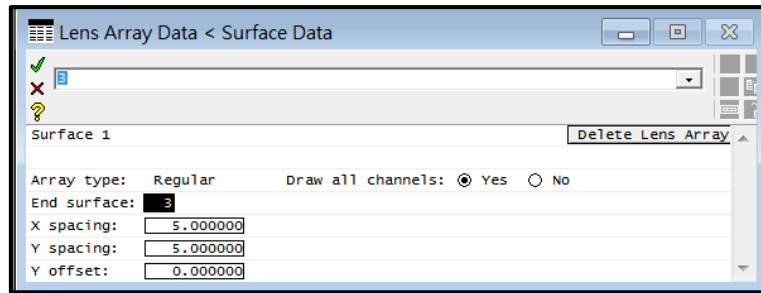 Lens Array Data < Surface Data
3
Surface 1 Delete Lens Array
Array type: Regular Draw all channels: Yes No
End surface: 3
X spacing: 5.000000
Y spacing: 5.000000
Y offset: 0.000000